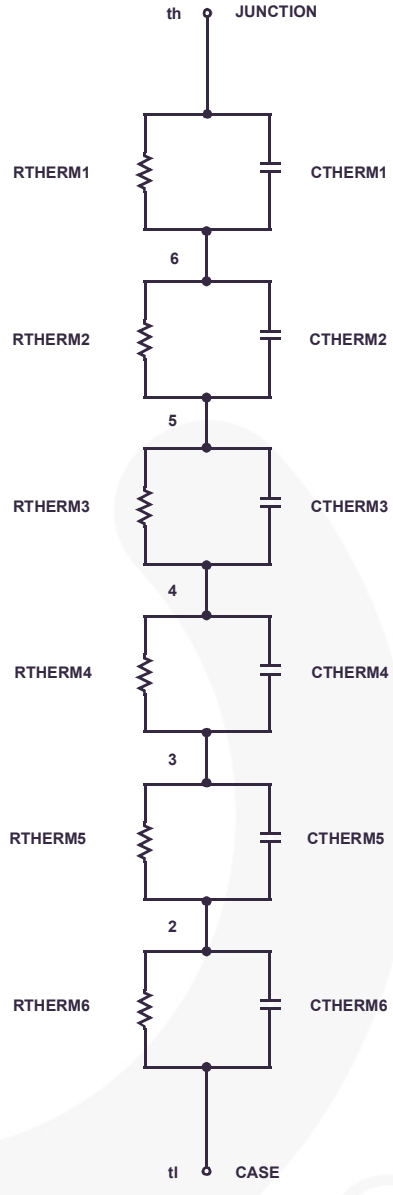 th JUNCTION
RTHERM1 CTHERM1
6
RTHERM2 CTHERM2
5
RTHERM3 CTHERM3
4
RTHERM4 CTHERM4
3
RTHERM5 CTHERM5
2
RTHERM6 CTHERM6
tl CASE